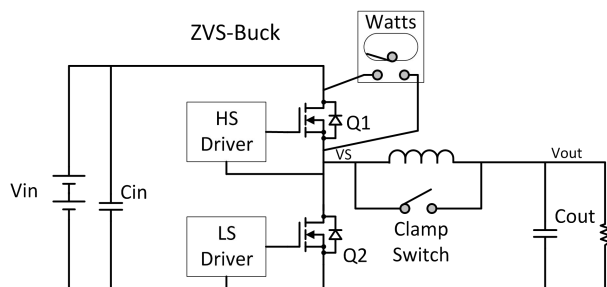 Watts
ZVS-Buck
HS
Driver
Q1
VS
Vout
Vin
Cin
LS
Driver
Q2
Clamp
Switch
Cout